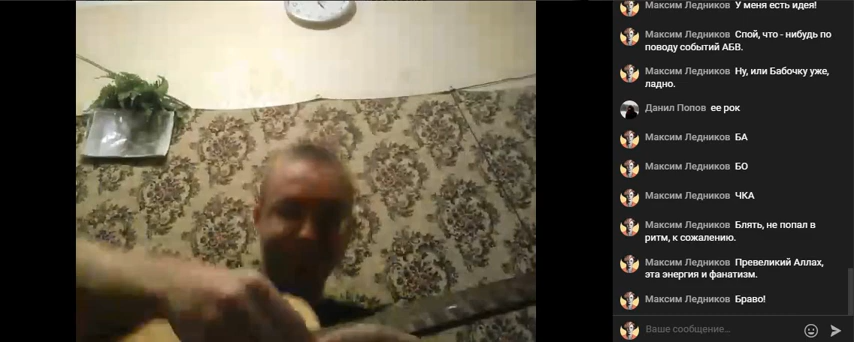 Максим Ледников У меня есть идея!
Максим Ледников Спой, что - нибудь по
поводу событий АБВ.
Максим Ледников Ну, или Бабочку уже,
ладно.
Данил Попов ее рок
Максим Ледников БА
Максим Ледников БО
Максим Ледников ЧКА
Максим Ледников Блять, не попал в
ритм, к сожалению.
Максим Ледников Превеликий Аллах,
эта энергия и фанатизм.
Максим Ледников Браво!
Ваше сообщение...